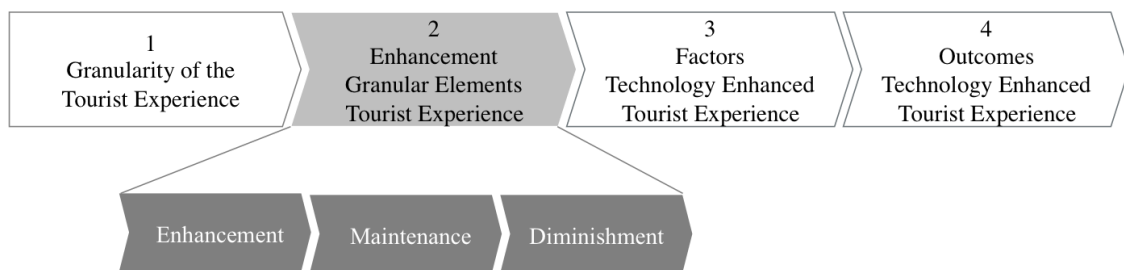 1
Granularity of the
Tourist Experience
2
Enhancement
Granular Elements
Tourist Experience
3
Factors
Technology Enhanced
Tourist Experience
4
Outcomes
Technology Enhanced
Tourist Experience
Enhancement
Maintenance
Diminishment